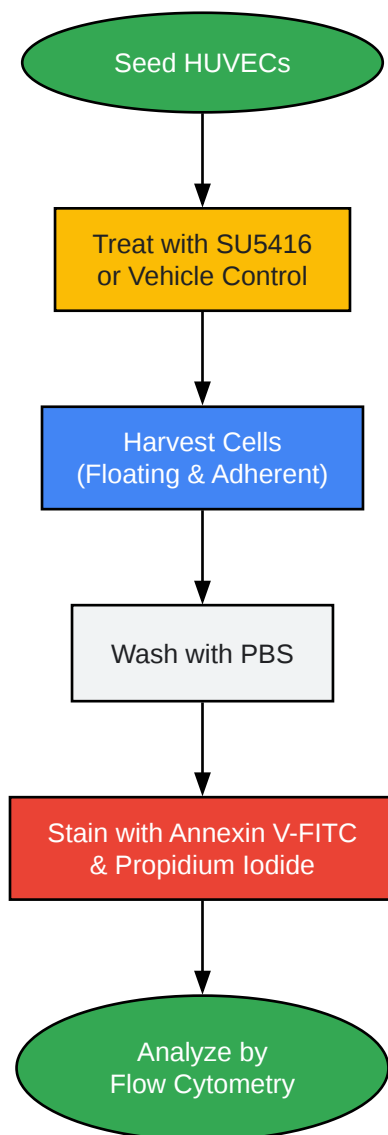 Seed HUVECs
Treat with SU5416
or Vehicle Control
Harvest Cells
(Floating & Adherent)
Wash with PBS
Stain with Annexin V-FITC
& Propidium Iodide
Analyze by
Flow Cytometry